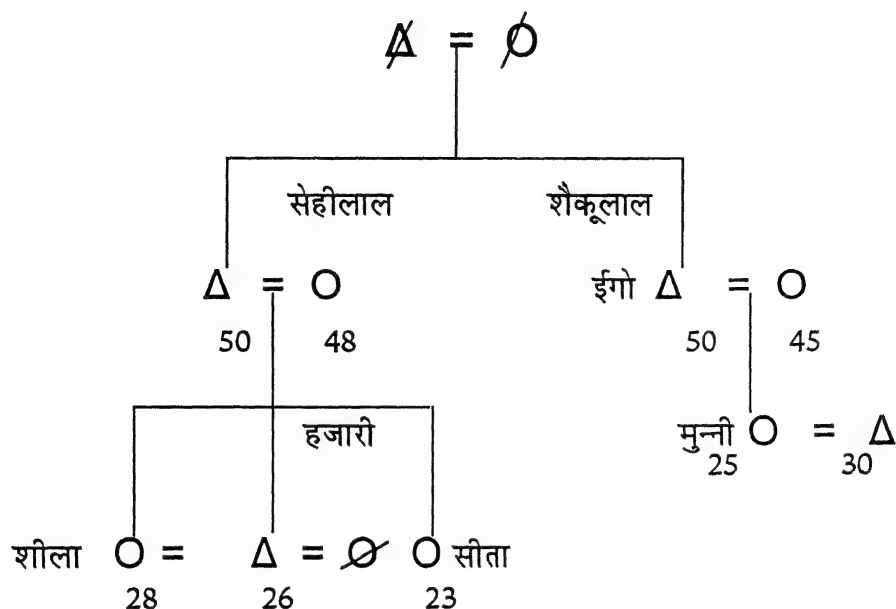 Δ = O
सेहीलाल शैकूलाल
Δ = O ईगो Δ = O
50 48 50 45
हजारी मुन्नी O = Δ
25 30
शीला O = Δ = O O सीता
28 26 23